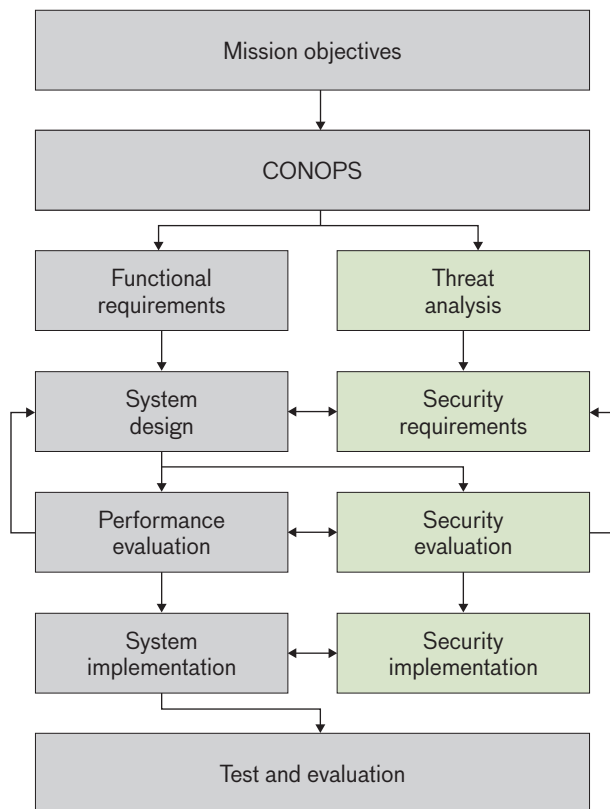 Mission objectives
CONOPS
Functional
requirements
Threat
analysis
System
design
Security
requirements
Performance
evaluation
Security
evaluation
System
implementation
Security
implementation
Test and evaluation